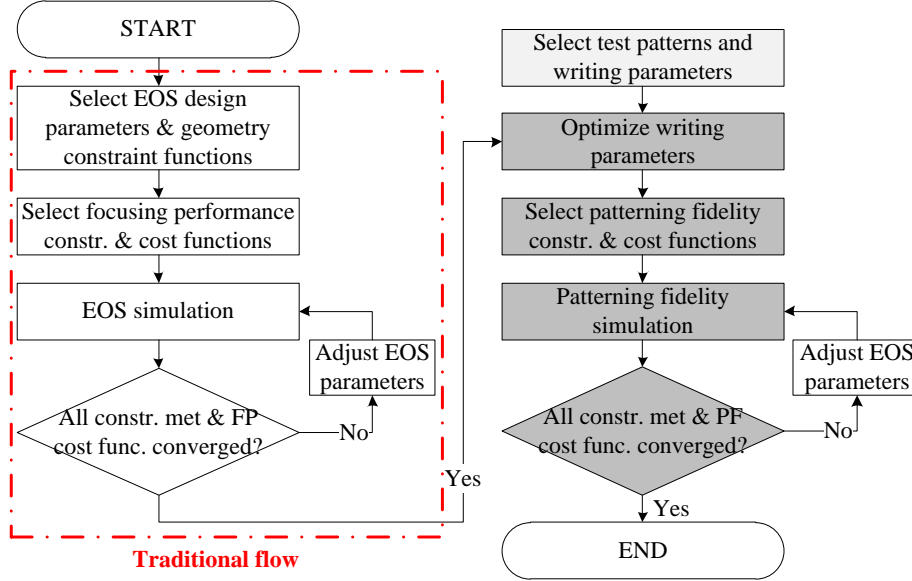 START
Select EOS design
parameters & geometry
constraint functions
Select focusing performance
constr. & cost functions
EOS simulation
Adjust EOS
parameters
All constr. met & FP
cost func. converged?
No
Yes
Traditional flow
Select test patterns and
writing parameters
Optimize writing
parameters
Select patterning fidelity
constr. & cost functions
Patterning fidelity
simulation
Adjust EOS
parameters
All constr. met & PF
cost func. converged?
No
Yes
END